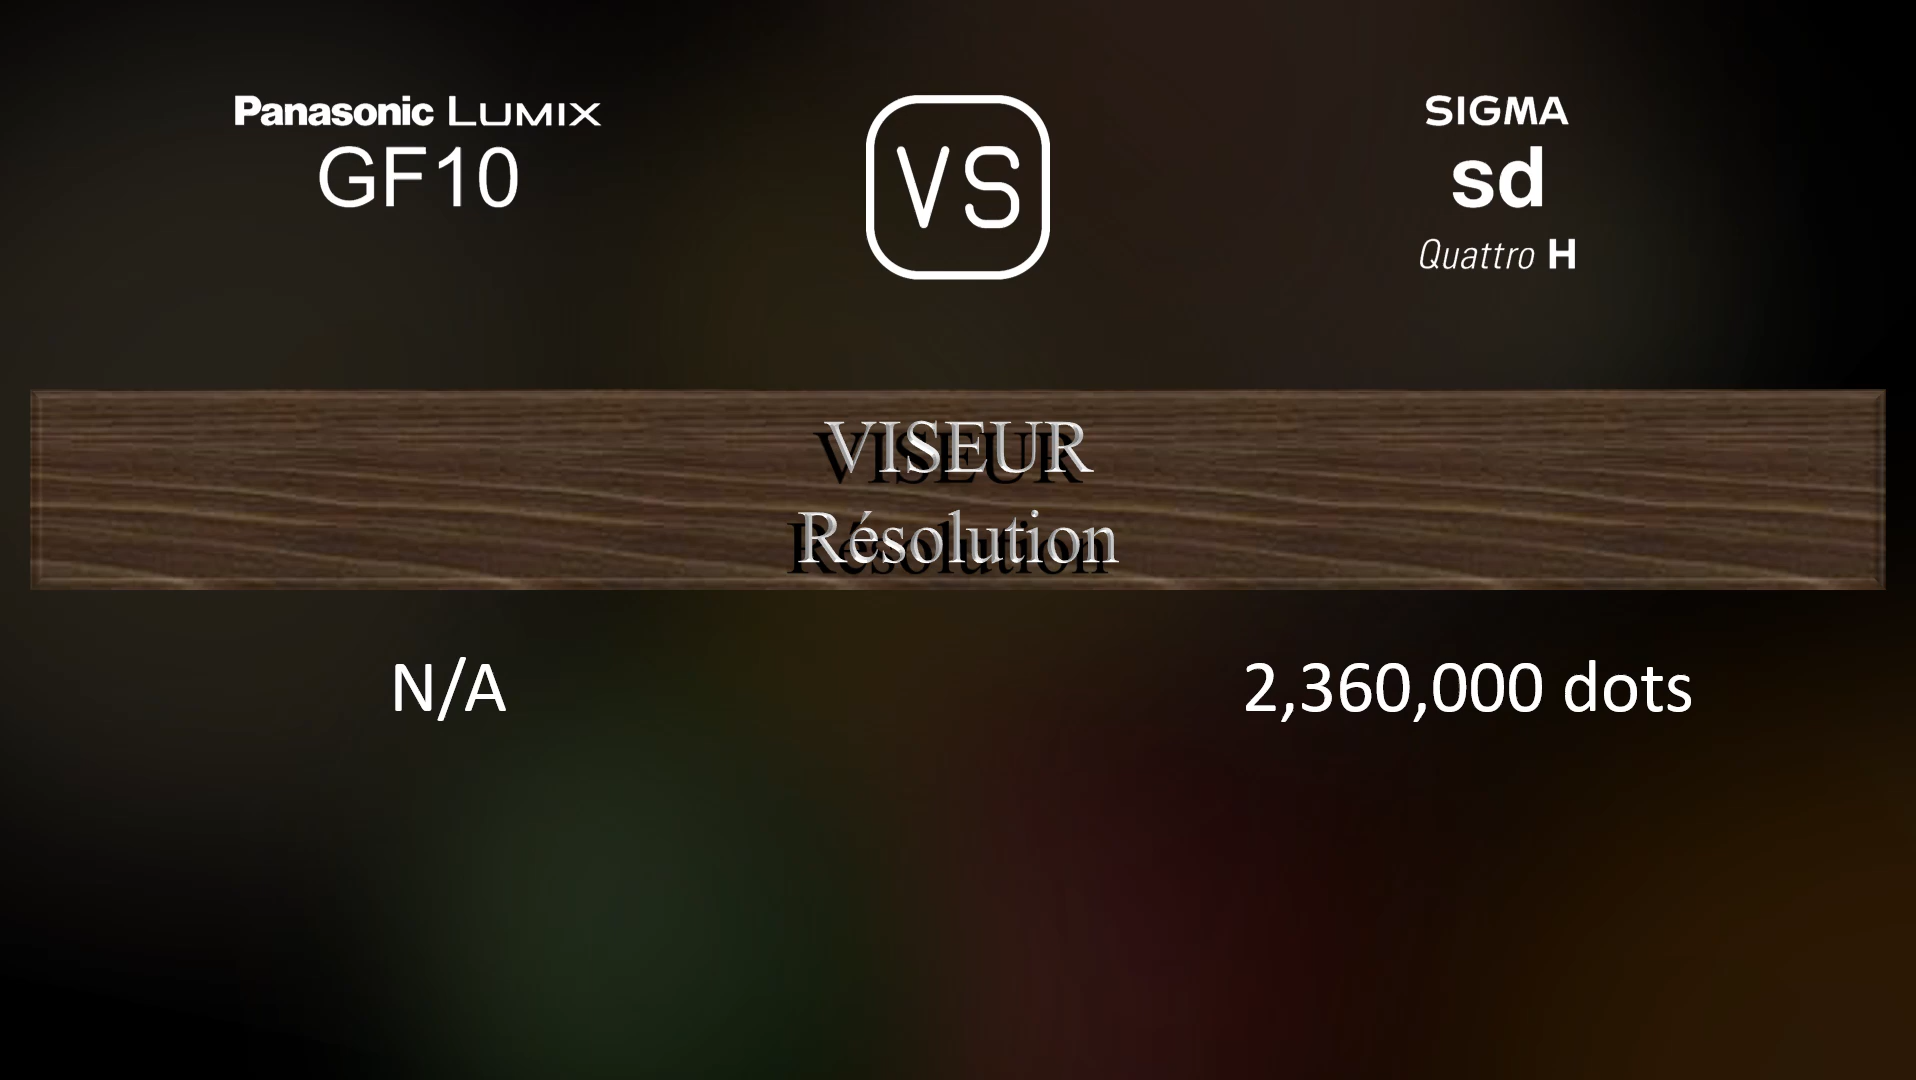 Panasonic LUMIX
GF10
VS
SIGMA
sd
Quattro H
VISEUR
Résolution
N/A
2,360,000 dots